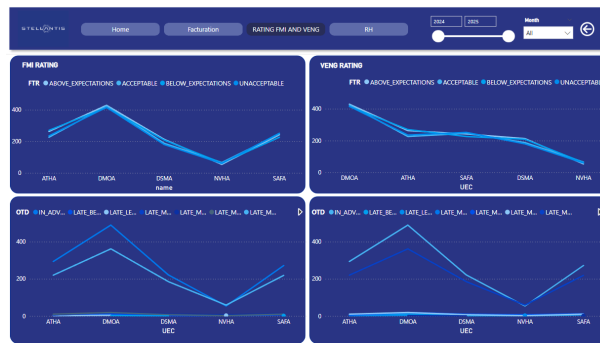 STELLANTIS
Home
Facturation
RATING FMI AND VENG
RH
2024
2025
Month
All
FMI RATING
FTR ABOVE_EXPECTATIONS ACCEPTABLE BELOW_EXPECTATIONS UNACCEPTABLE
400
200
0
ATHA DMOA DSMA NVHA SAFA
name
VENG RATING
FTR ABOVE_EXPECTATIONS ACCEPTABLE BELOW_EXPECTATIONS UNACCEPTABLE
400
200
0
DMOA ATHA SAFA DSMA NVHA
UEC
OTD IN_ADV... LATE_BE... LATE_LE... LATE_M... LATE_M... LATE_M... LATE_M...
400
200
0
ATHA DMOA DSMA NVHA SAFA
UEC
OTD IN_ADV... LATE_BE... LATE_LE... LATE_M... LATE_M... LATE_M... LATE_M...
400
200
0
ATHA DMOA DSMA NVHA SAFA
UEC